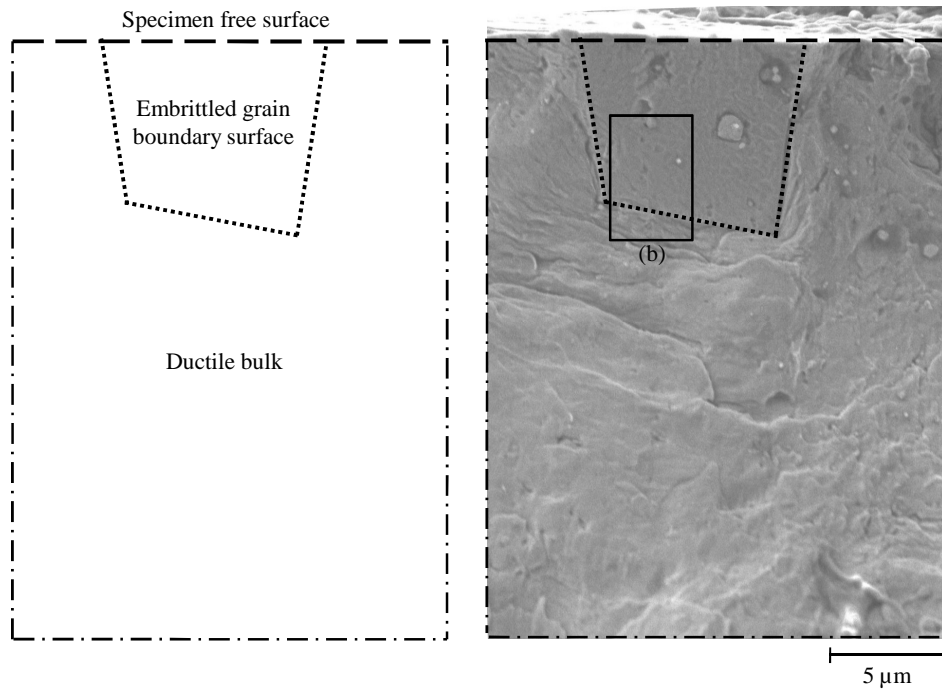 Specimen free surface
Embrittled grain
boundary surface
Ductile bulk
(b)
5 µm